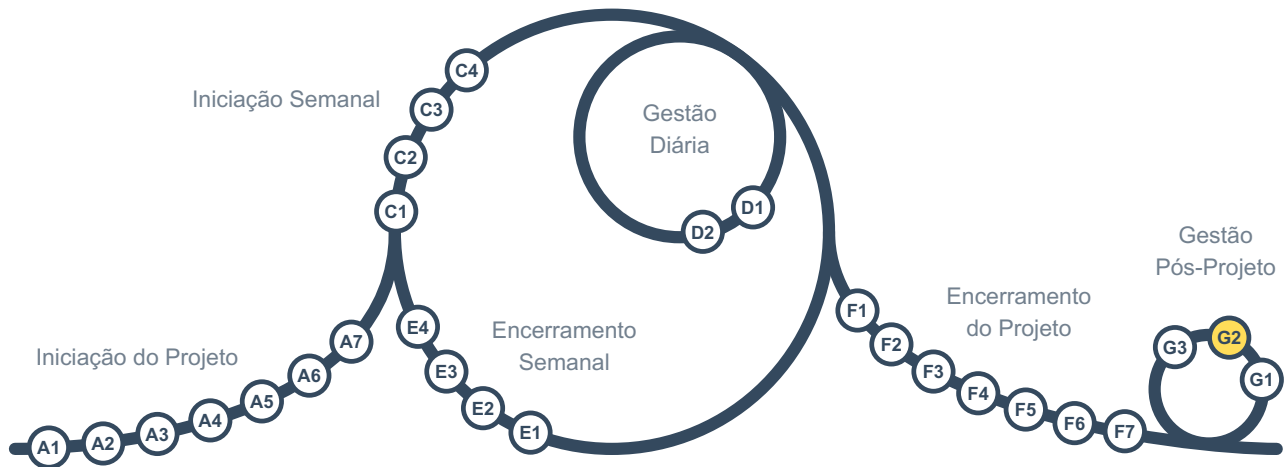 Iniciação do Projeto
A1
A2
A3
A4
A5
A6
A7
Iniciação Semanal
C1
C2
C3
C4
Gestão
Diária
D1
D2
Encerramento
Semanal
E1
E2
E3
E4
Encerramento
do Projeto
F1
F2
F3
F4
F5
F6
F7
Gestão
Pós-Projeto
G1
G2
G3